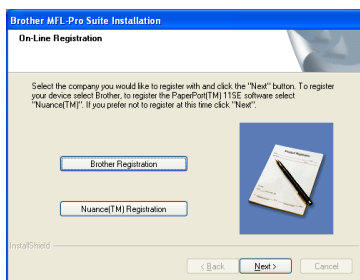 Brother MFL-Pro Suite Installation
On-Line Registration
Select the company you would like to register with and click the "Next" button. To register
your device select Brother, to register the PaperPort(TM) 11SE software select
"Nuance(TM)". If you prefer not to register at this time click "Next".
Product Registration
Brother Registration
Nuance(TM) Registration
InstallShield
< Back
Next >
Cancel